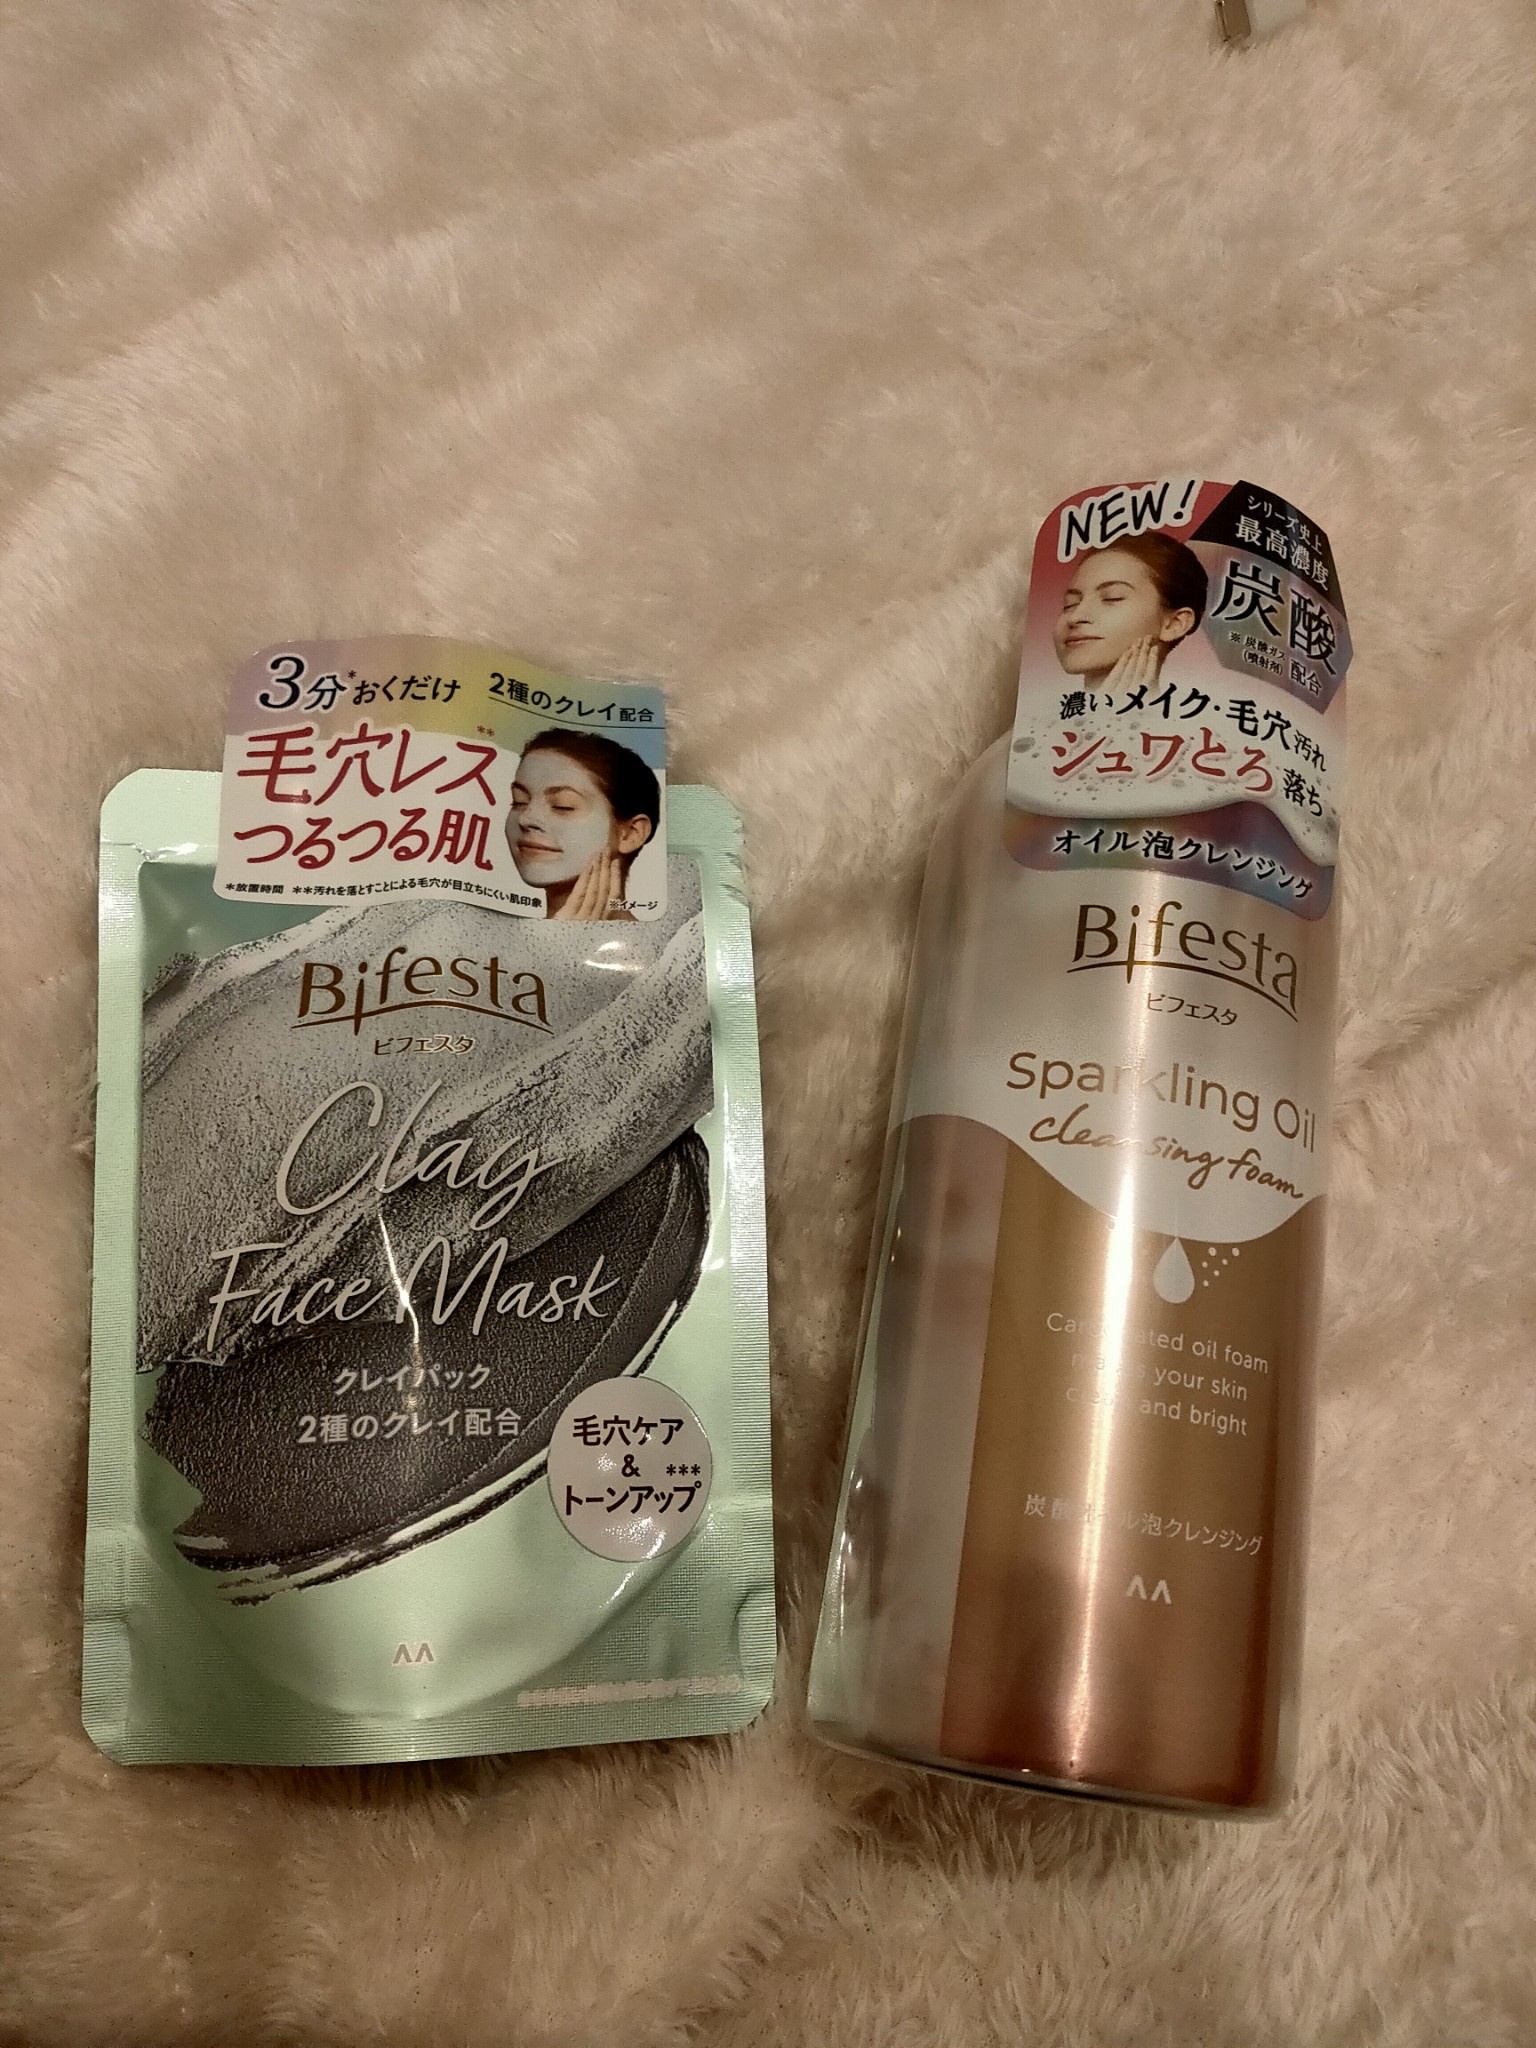 3分*おくだけ
2種のクレイ配合
毛穴レス**
つるつる肌
*放置時間 **汚れを落とすことによる毛穴が目立ちにくい肌印象
※イメージ
Bifesta
ビフェスタ
Clay
Face Mask
クレイパック
2種のクレイ配合
毛穴ケア
& ***
トーンアップ
NEW!
シリーズ史上
最高濃度
炭酸
※炭酸ガス
(噴射剤) 配合
濃いメイク・毛穴汚れ
シュワとろ落ち
オイル泡クレンジング
Bifesta
ビフェスタ
Sparkling Oil
cleansing foam
Carbonated oil foam
makes your skin
clear and bright
炭酸オイル泡クレンジング